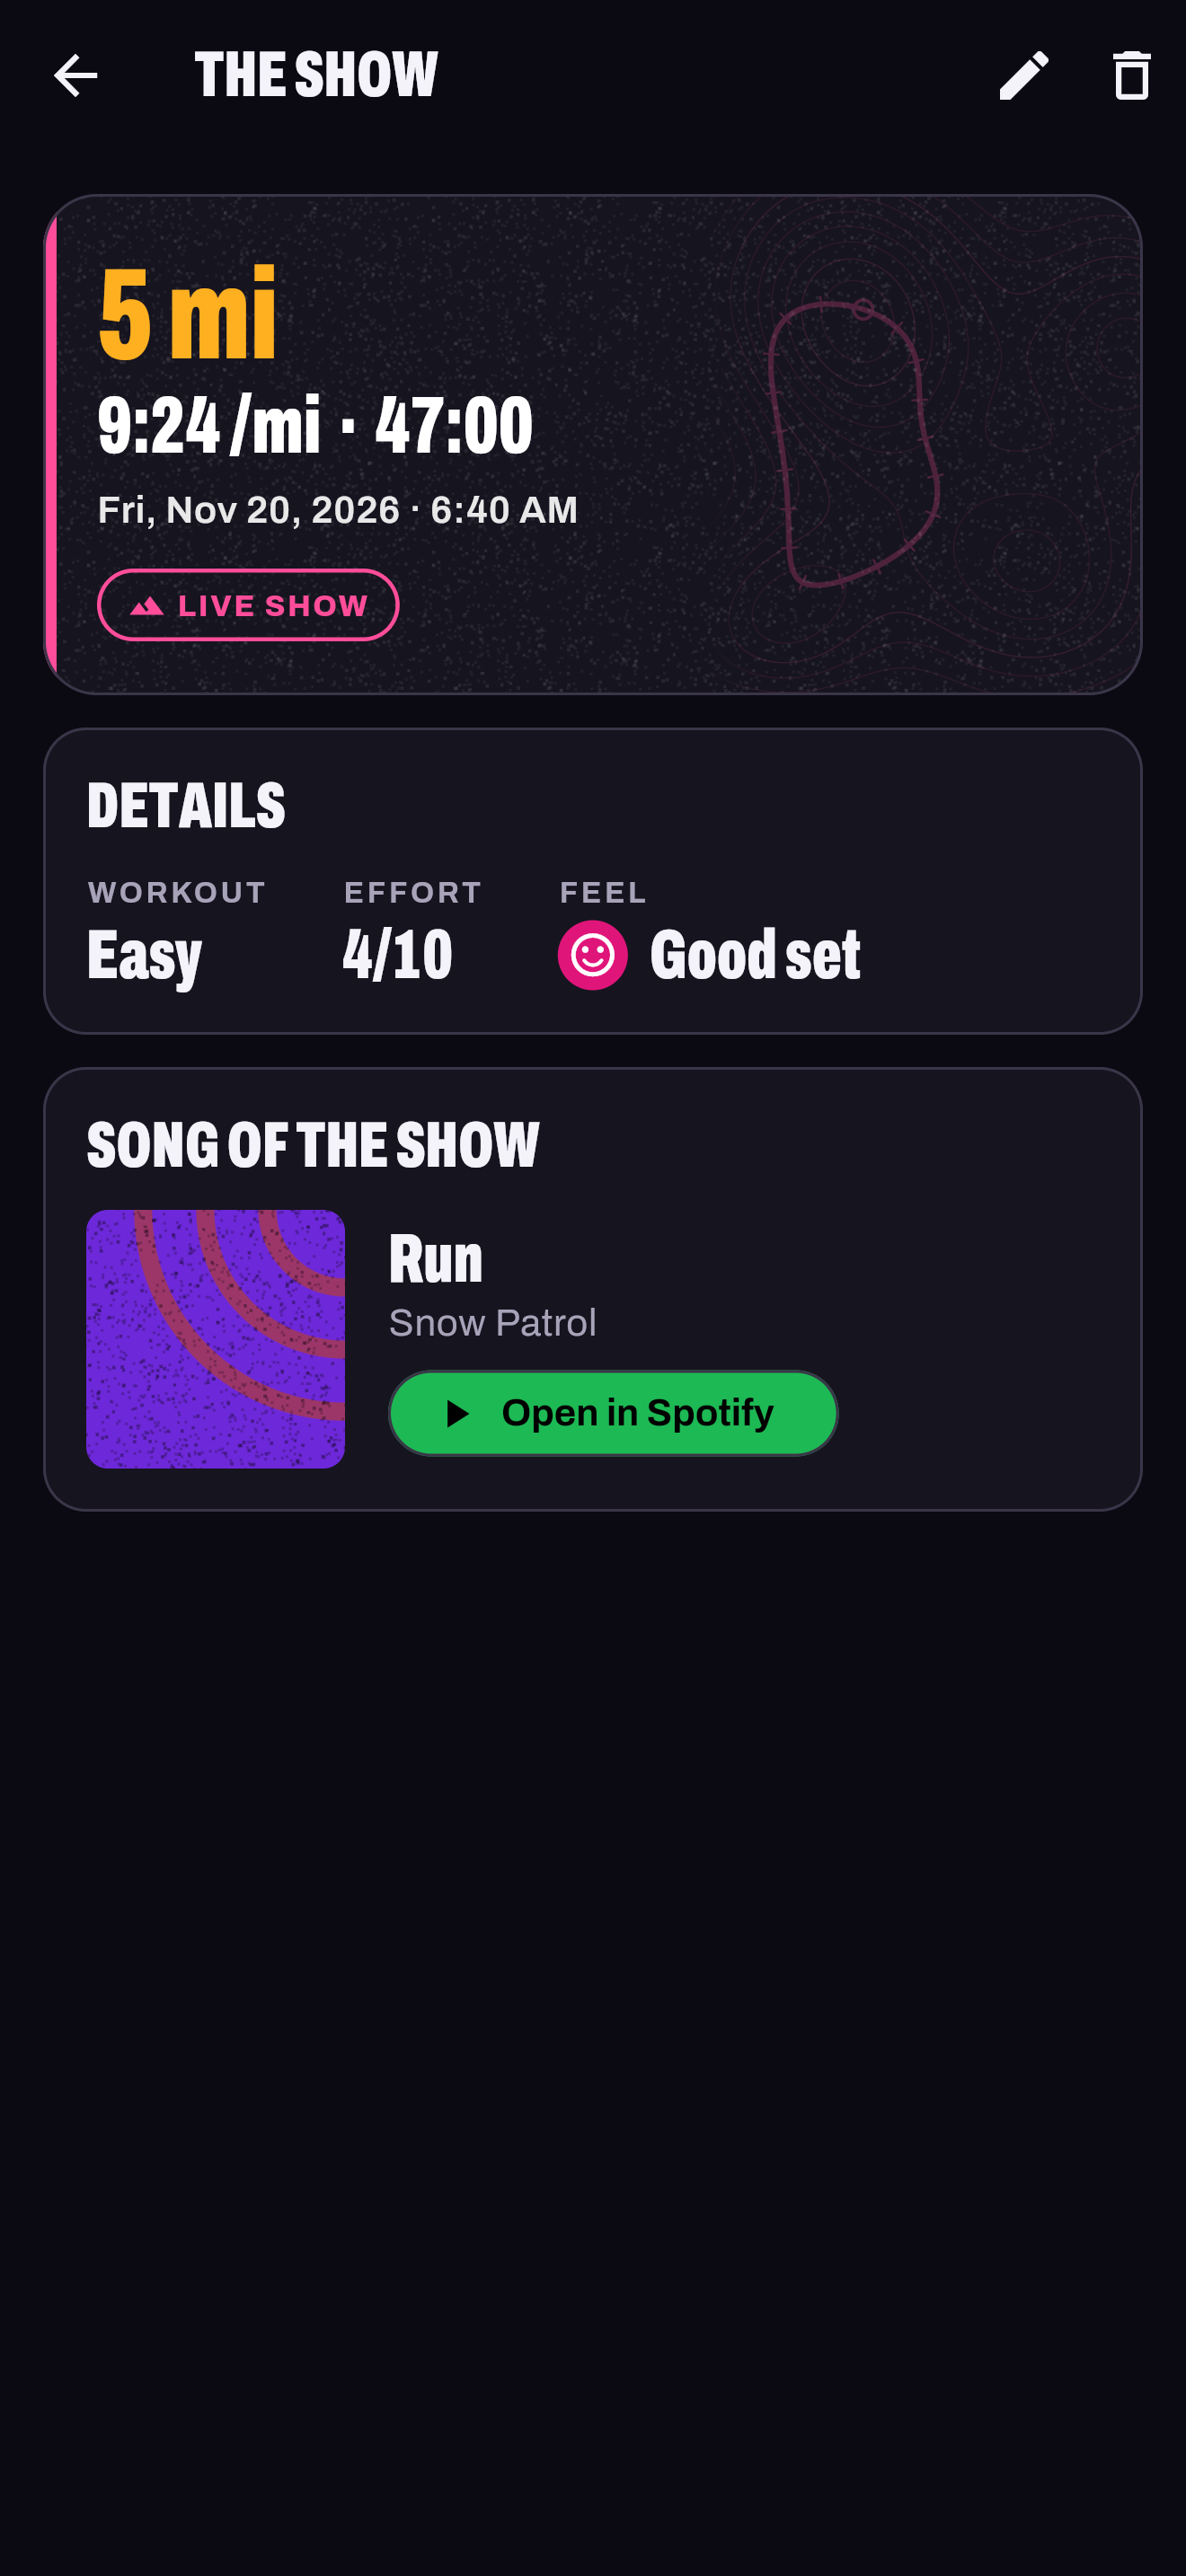 THE SHOW
5 mi
9:24 /mi · 47:00
Fri, Nov 20, 2026 · 6:40 AM
LIVE SHOW
DETAILS
WORKOUT EFFORT FEEL
Easy 4/10 Good set
SONG OF THE SHOW
Run
Snow Patrol
Open in Spotify